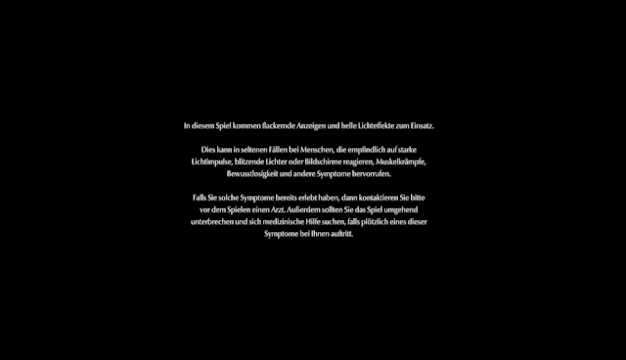 In diesem Spiel kommen flackernde Anzeigen und helle Lichteffekte zum Einsatz.
Dies kann in seltenen Fällen bei Menschen, die empfindlich auf starke
Lichtimpulse, blitzende Lichter oder Bildschirme reagieren, Muskelkrämpfe,
Bewusstlosigkeit und andere Symptome hervorrufen.
Falls Sie solche Symptome bereits erlebt haben, dann kontaktieren Sie bitte
vor dem Spielen einen Arzt. Außerdem sollten Sie das Spiel umgehend
unterbrechen und sich medizinische Hilfe suchen, falls plötzlich eines dieser
Symptome bei Ihnen auftritt.